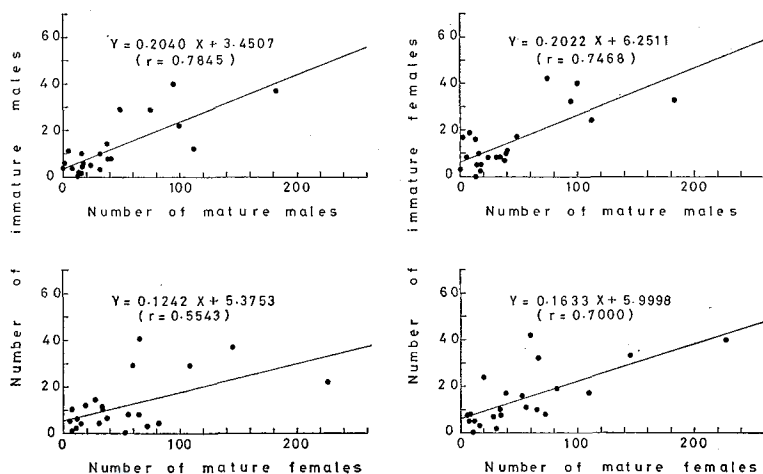 Y = 0.2040 X + 3.4507
( r = 0.7845 )
60
40
20
0
0 100 200
Number of mature males
Number of immature males
Y = 0.2022 X + 6.2511
( r = 0.7468 )
60
40
20
0
0 100 200
Number of mature males
Number of immature females
Y = 0.1242 X + 5.3753
( r = 0.5543 )
60
40
20
0
0 100 200
Number of mature females
Y = 0.1633 X + 5.9998
( r = 0.7000 )
60
40
20
0
0 100 200
Number of mature females